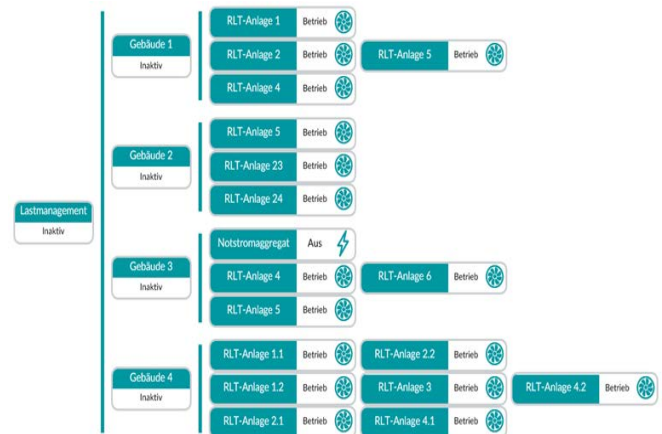 Lastmanagement
Inaktiv
Gebäude 1
Inaktiv
RLT-Anlage 1 Betrieb
RLT-Anlage 2 Betrieb RLT-Anlage 5 Betrieb
RLT-Anlage 4 Betrieb
Gebäude 2
Inaktiv
RLT-Anlage 5 Betrieb
RLT-Anlage 23 Betrieb
RLT-Anlage 24 Betrieb
Gebäude 3
Inaktiv
Notstromaggregat Aus
RLT-Anlage 4 Betrieb RLT-Anlage 6 Betrieb
RLT-Anlage 5 Betrieb
Gebäude 4
Inaktiv
RLT-Anlage 1.1 Betrieb RLT-Anlage 2.2 Betrieb
RLT-Anlage 1.2 Betrieb RLT-Anlage 3 Betrieb RLT-Anlage 4.2 Betrieb
RLT-Anlage 2.1 Betrieb RLT-Anlage 4.1 Betrieb